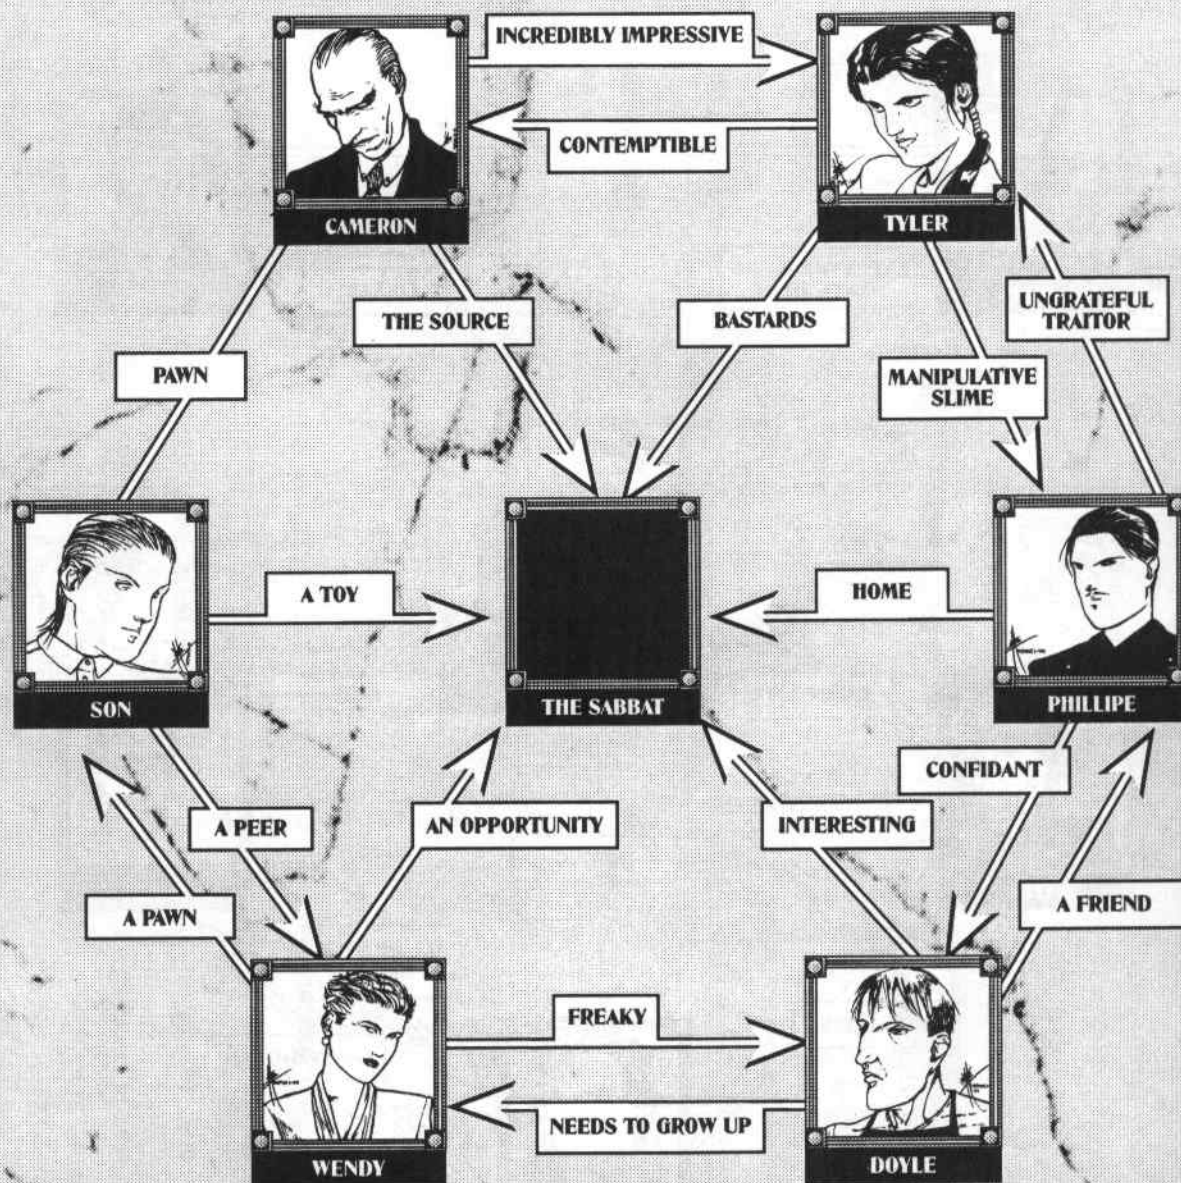 INCREDIBLY IMPRESSIVE
CONTEMPTIBLE
CAMERON
TYLER
THE SOURCE
BASTARDS
UNGRATEFUL
TRAITOR
PAWN
MANIPULATIVE
SLIME
A TOY
HOME
SON
THE SABBAT
PHILLIPE
CONFIDANT
A PEER
AN OPPORTUNITY
INTERESTING
A PAWN
A FRIEND
FREAKY
NEEDS TO GROW UP
WENDY
DOYLE